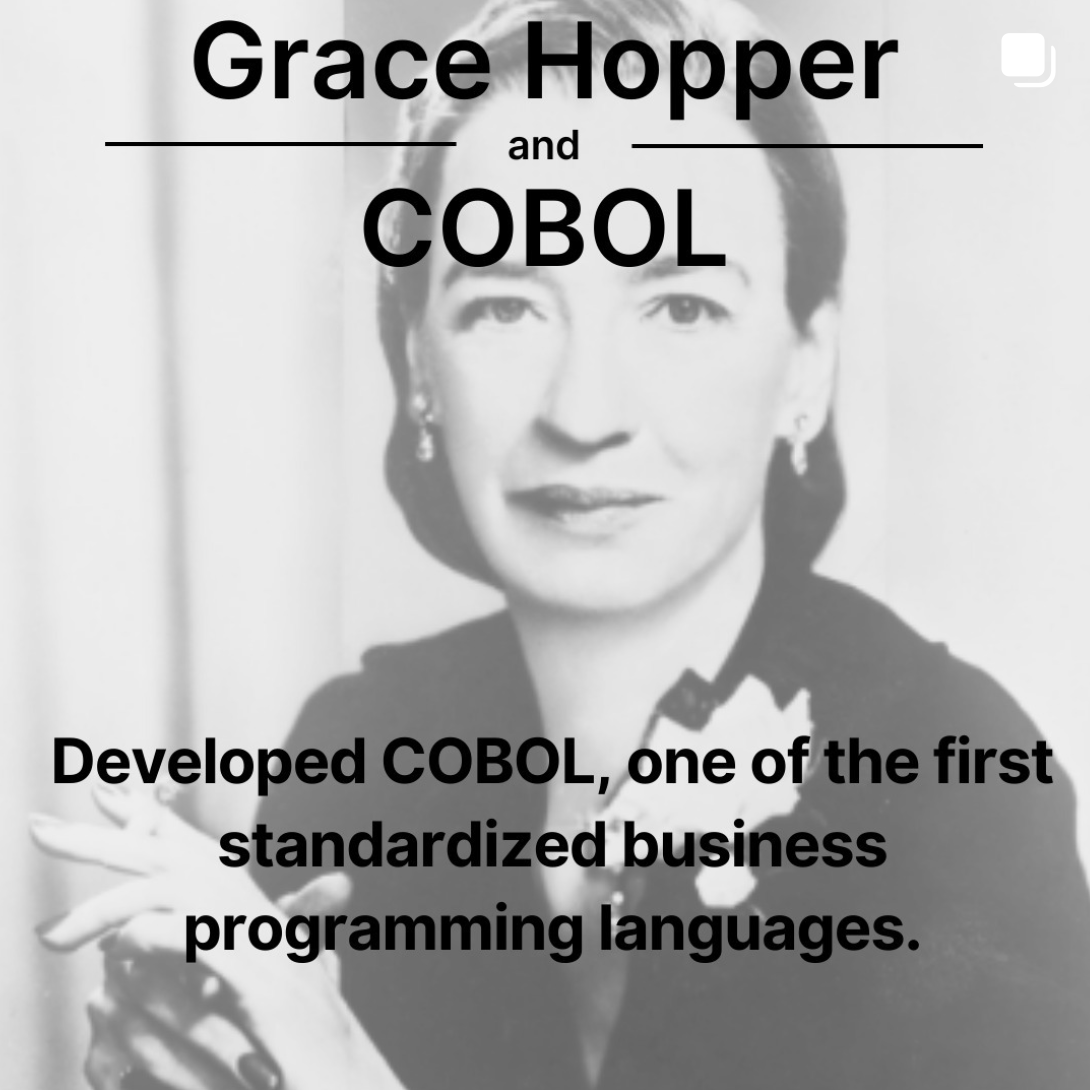 Grace Hopper
and
COBOL
Developed COBOL, one of the first
standardized business
programming languages.